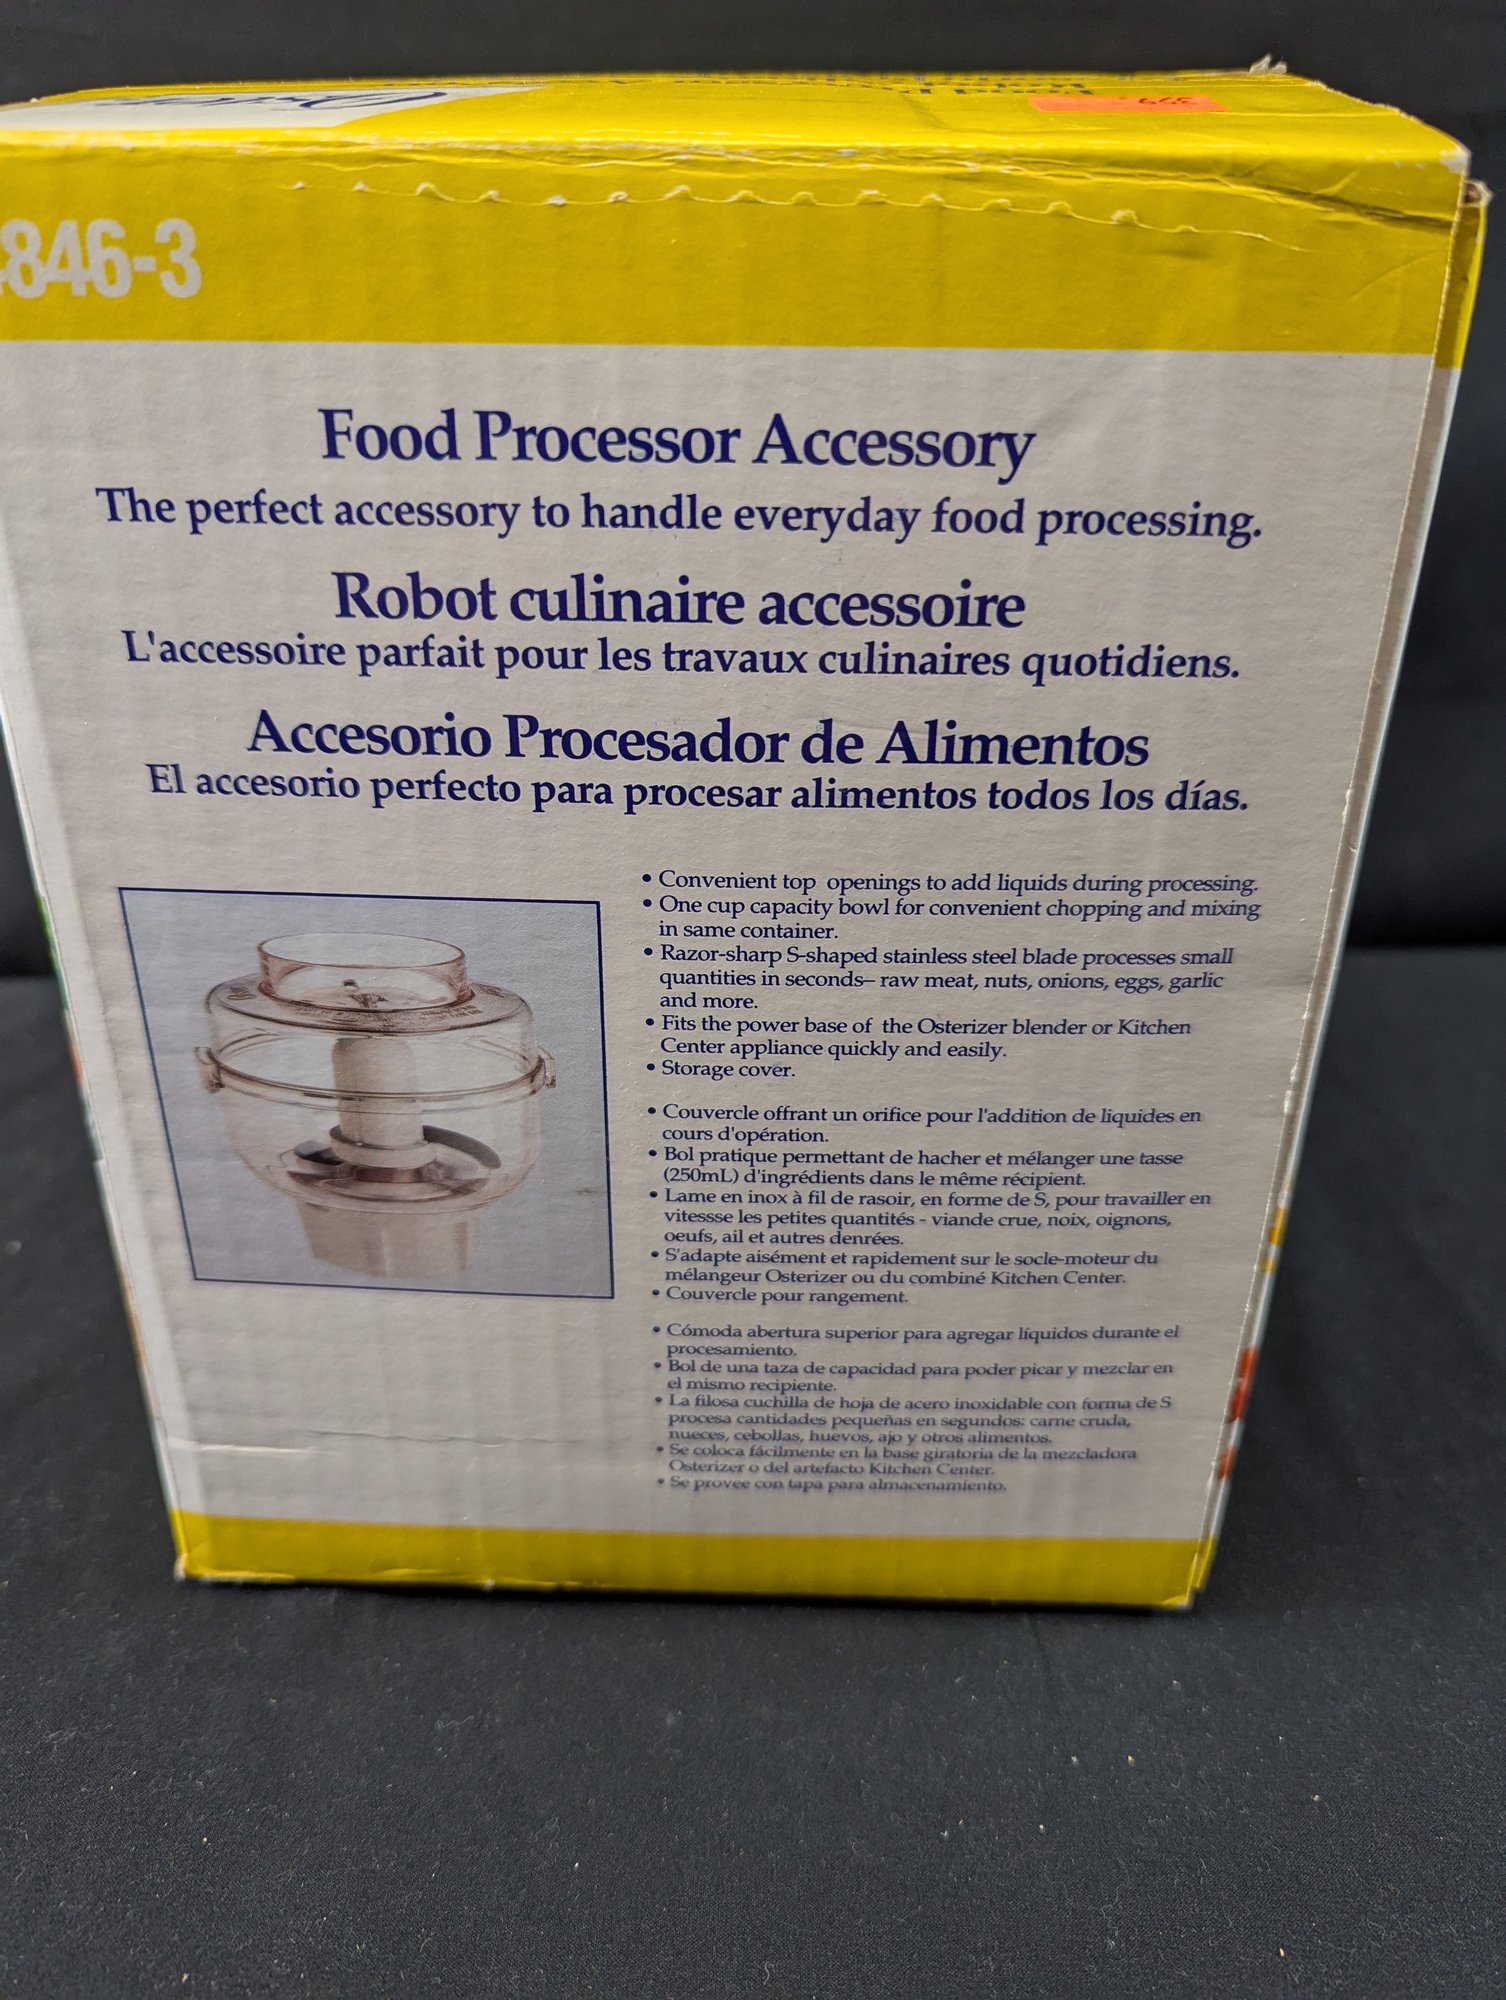 Oster
399
846-3
Food Processor Accessory
The perfect accessory to handle everyday food processing.
Robot culinaire accessoire
L'accessoire parfait pour les travaux culinaires quotidiens.
Accesorio Procesador de Alimentos
El accesorio perfecto para procesar alimentos todos los días.
• Convenient top openings to add liquids during processing.
• One cup capacity bowl for convenient chopping and mixing
in same container.
• Razor-sharp S-shaped stainless steel blade processes small
quantities in seconds– raw meat, nuts, onions, eggs, garlic
and more.
• Fits the power base of the Osterizer blender or Kitchen
Center appliance quickly and easily.
• Storage cover.
• Couvercle offrant un orifice pour l'addition de liquides en
cours d'opération.
• Bol pratique permettant de hacher et mélanger une tasse
(250mL) d'ingrédients dans le même récipient.
• Lame en inox à fil de rasoir, en forme de S, pour travailler en
vitessse les petites quantités - viande crue, noix, oignons,
oeufs, ail et autres denrées.
• S'adapte aisément et rapidement sur le socle-moteur du
mélangeur Osterizer ou du combiné Kitchen Center.
• Couvercle pour rangement.
• Cómoda abertura superior para agregar líquidos durante el
procesamiento.
• Bol de una taza de capacidad para poder picar y mezclar en
el mismo recipiente.
• La filosa cuchilla de hoja de acero inoxidable con forma de S
procesa cantidades pequeñas en segundos: carne cruda,
nueces, cebollas, huevos, ajo y otros alimentos.
• Se coloca fácilmente en la base giratoria de la mezcladora
Osterizer o del artefacto Kitchen Center.
• Se provee con tapa para almacenamiento.